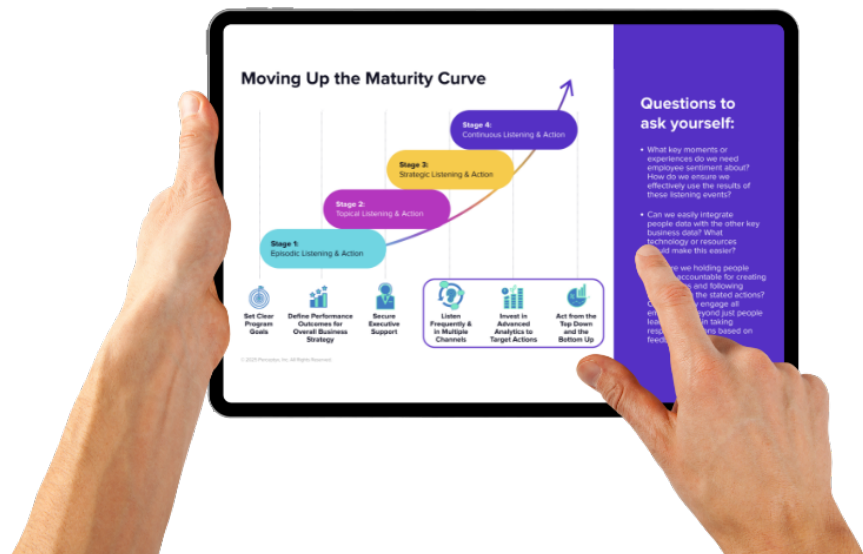 Moving Up the Maturity Curve
Stage 4:
Continuous Listening & Action
Stage 3:
Strategic Listening & Action
Stage 2:
Topical Listening & Action
Stage 1:
Episodic Listening & Action
Set Clear
Program
Goals
Define Performance
Outcomes for
Overall Business
Strategy
Secure
Executive
Support
Listen
Frequently &
in Multiple
Channels
Invest in
Advanced
Analytics to
Target Actions
Act from the
Top Down
and the
Bottom Up
© 2025 Perceptyx, Inc. All Rights Reserved.
Questions to
ask yourself:
• What key moments or
experiences do we need
employee sentiment about?
How do we ensure we
effectively use the results of
these listening events?
• Can we easily integrate
people data with the other key
business data? What
technology or resources
would make this easier?
we holding people
accountable for creating
and following
the stated actions?
engage all
beyond just people
in taking
based on